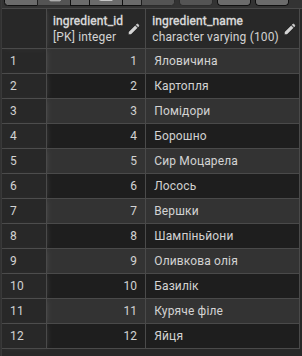 ingredient_id ingredient_name
[PK] integer character varying (100)
1 1 Яловичина
2 2 Картопля
3 3 Помідори
4 4 Борошно
5 5 Сир Моцарела
6 6 Лосось
7 7 Вершки
8 8 Шампіньйони
9 9 Оливкова олія
10 10 Базилік
11 11 Куряче філе
12 12 Яйця